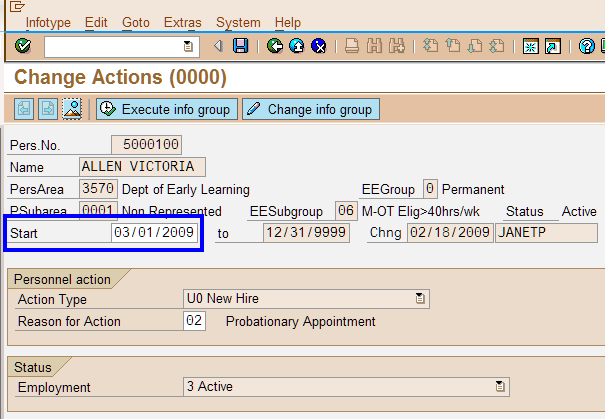 Infotype Edit Goto Extras System Help
Change Actions (0000)
Execute info group Change info group
Pers.No. 5000100
Name ALLEN VICTORIA
PersArea 3570 Dept of Early Learning EEGroup 0 Permanent
PSubarea 0001 Non Represented EESubgroup 06 M-OT Elig>40hrs/wk Status Active
Start 03/01/2009 to 12/31/9999 Chng 02/18/2009 JANETP
Personnel action
Action Type U0 New Hire
Reason for Action 02 Probationary Appointment
Status
Employment 3 Active